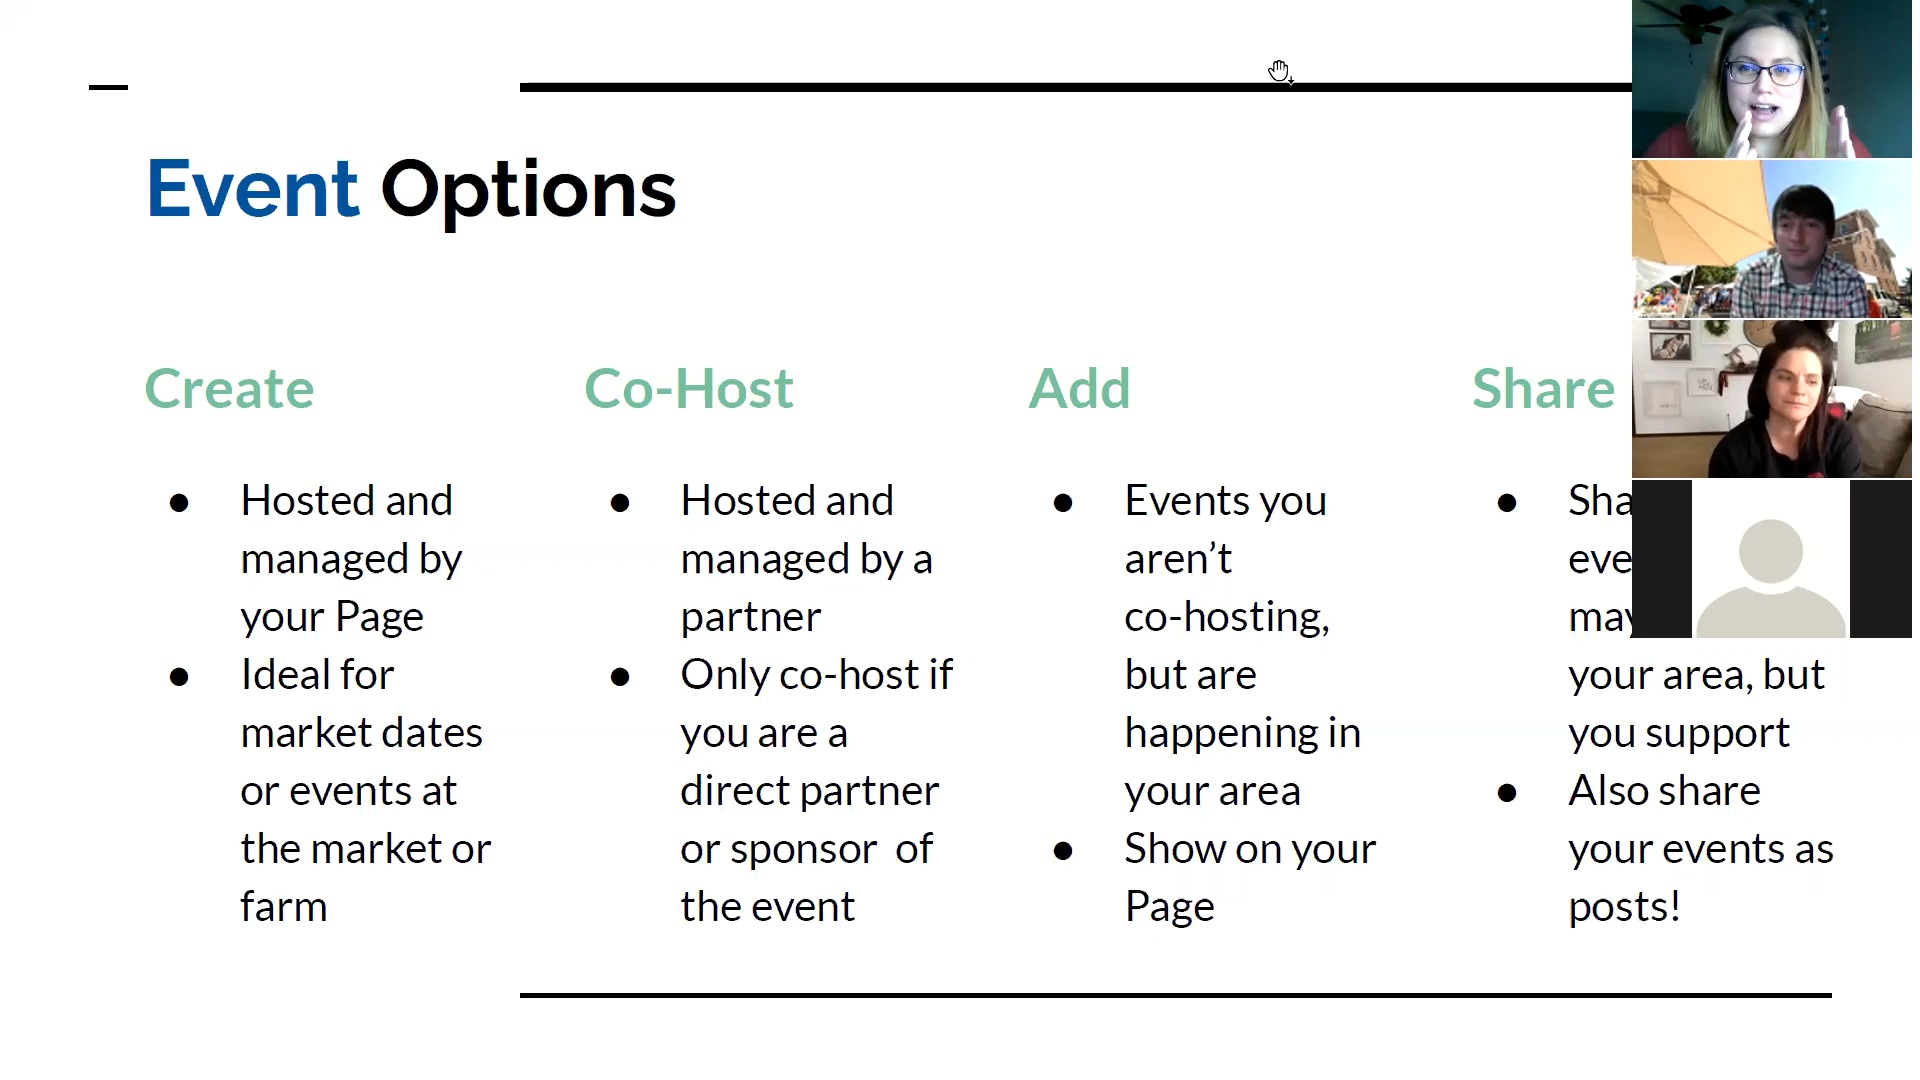 Event Options
Create
Hosted and
managed by
your Page
Ideal for
market dates
or events at
the market or
farm
Co-Host
Hosted and
managed by a
partner
Only co-host if
you are a
direct partner
or sponsor of
the event
Add
Events you
aren’t
co-hosting,
but are
happening in
your area
Show on your
Page
Share
your area, but
you support
Also share
your events as
posts!